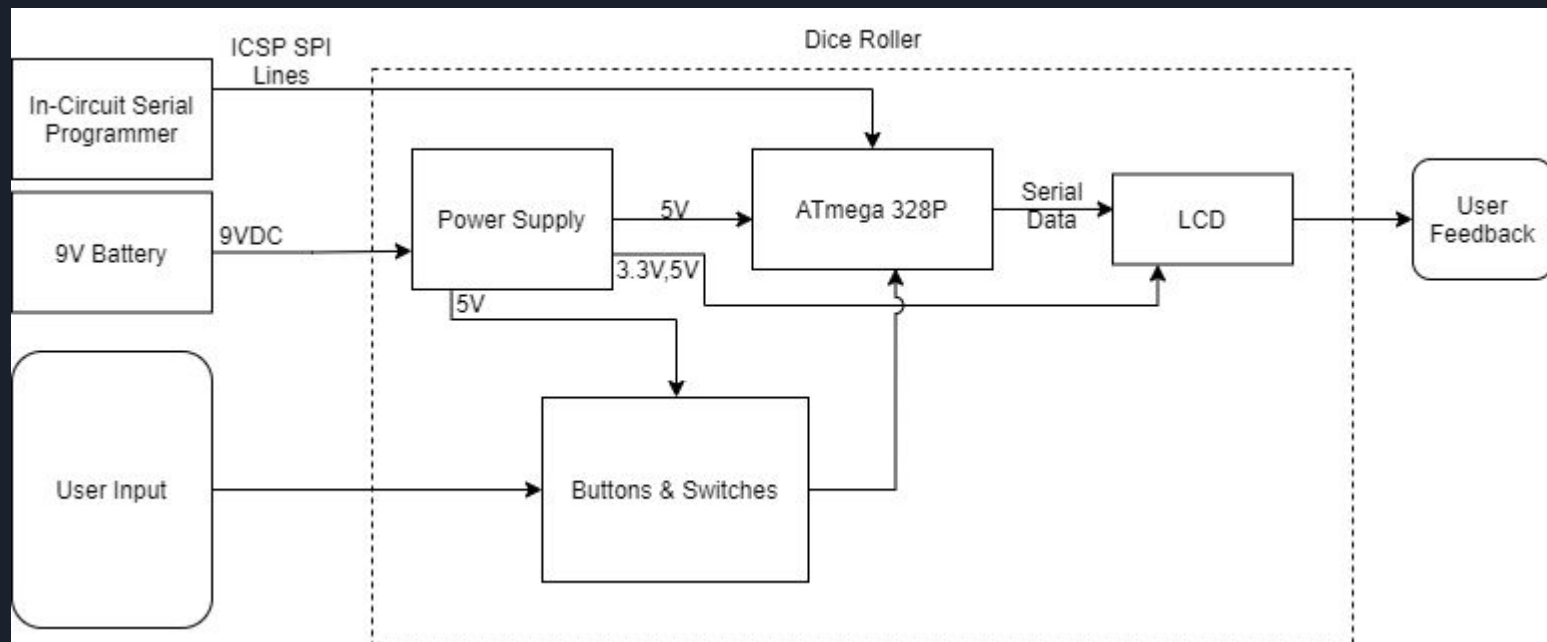 Dice Roller
ICSP SPI
Lines
In-Circuit Serial
Programmer
9V Battery
9VDC
Power Supply
5V
ATmega 328P
Serial
Data
LCD
User
Feedback
3.3V,5V
5V
User Input
Buttons & Switches